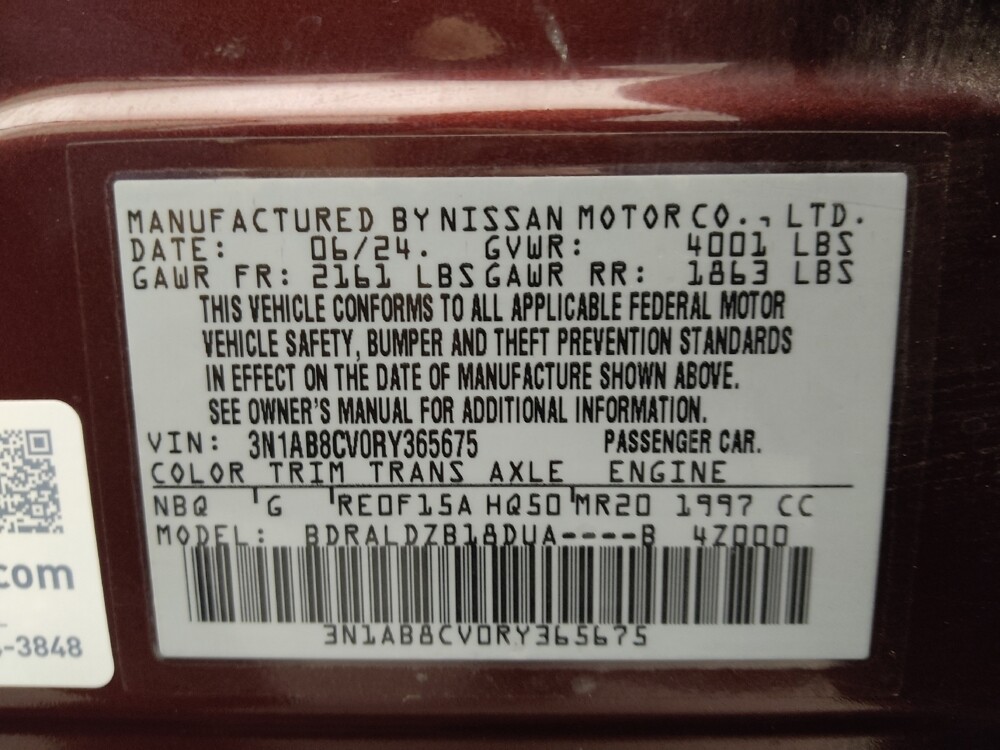 MANUFACTURED BY NISSAN MOTOR CO., LTD.
DATE: 06/24. GVWR: 4001 LBS
GAWR FR: 2161 LBS GAWR RR: 1863 LBS
THIS VEHICLE CONFORMS TO ALL APPLICABLE FEDERAL MOTOR
VEHICLE SAFETY, BUMPER AND THEFT PREVENTION STANDARDS
IN EFFECT ON THE DATE OF MANUFACTURE SHOWN ABOVE.
SEE OWNER'S MANUAL FOR ADDITIONAL INFORMATION.
VIN: 3N1AB8CV0RY365675 PASSENGER CAR.
COLOR TRIM TRANS AXLE ENGINE
NBQ G RE0F15A HQ50 MR20 1997 CC
MODEL: BDRALDZB18DUA----B 4Z000
3N1AB8CV0RY365675
.com
-3848